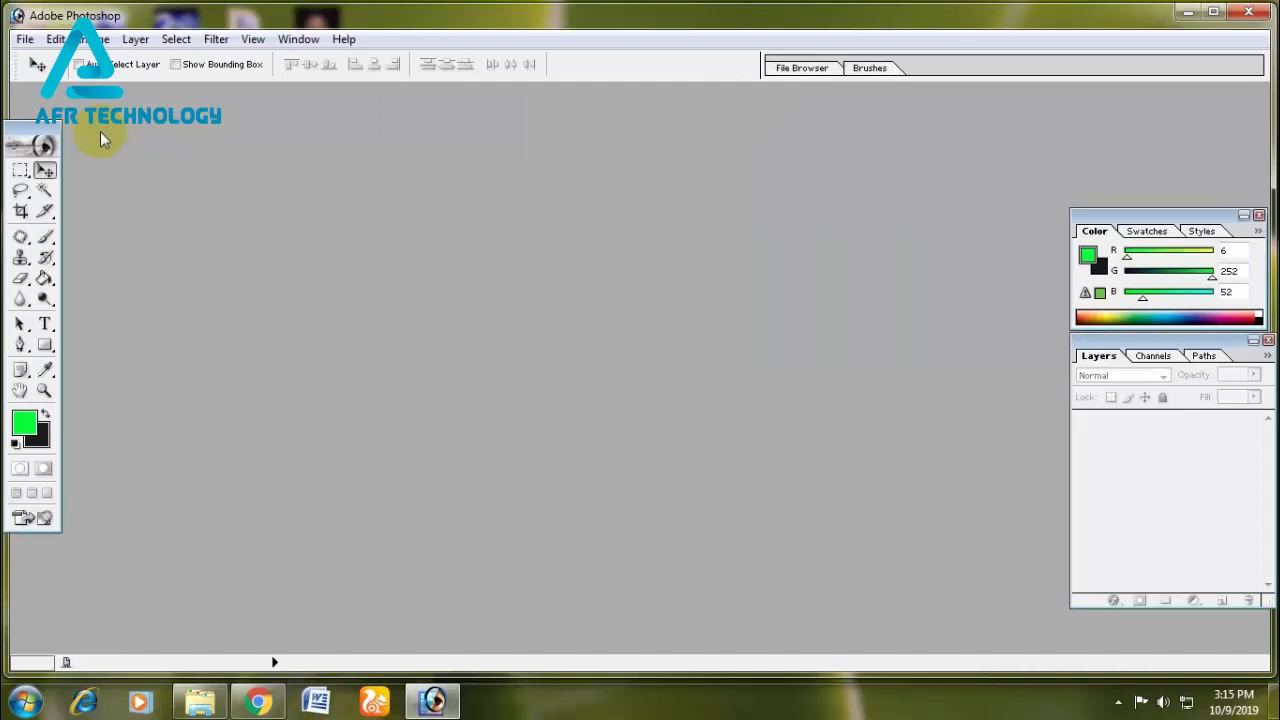 Adobe Photoshop
File Edit Layer Select Filter View Window Help
Select Layer Show Bounding Box
File Browser Brushes
AFR TECHNOLOGY
Color Swatches Styles
R 6
G 252
B 52
Layers Channels Paths
Normal Opacity:
Lock: Fill:
T
3:15 PM
10/9/2019